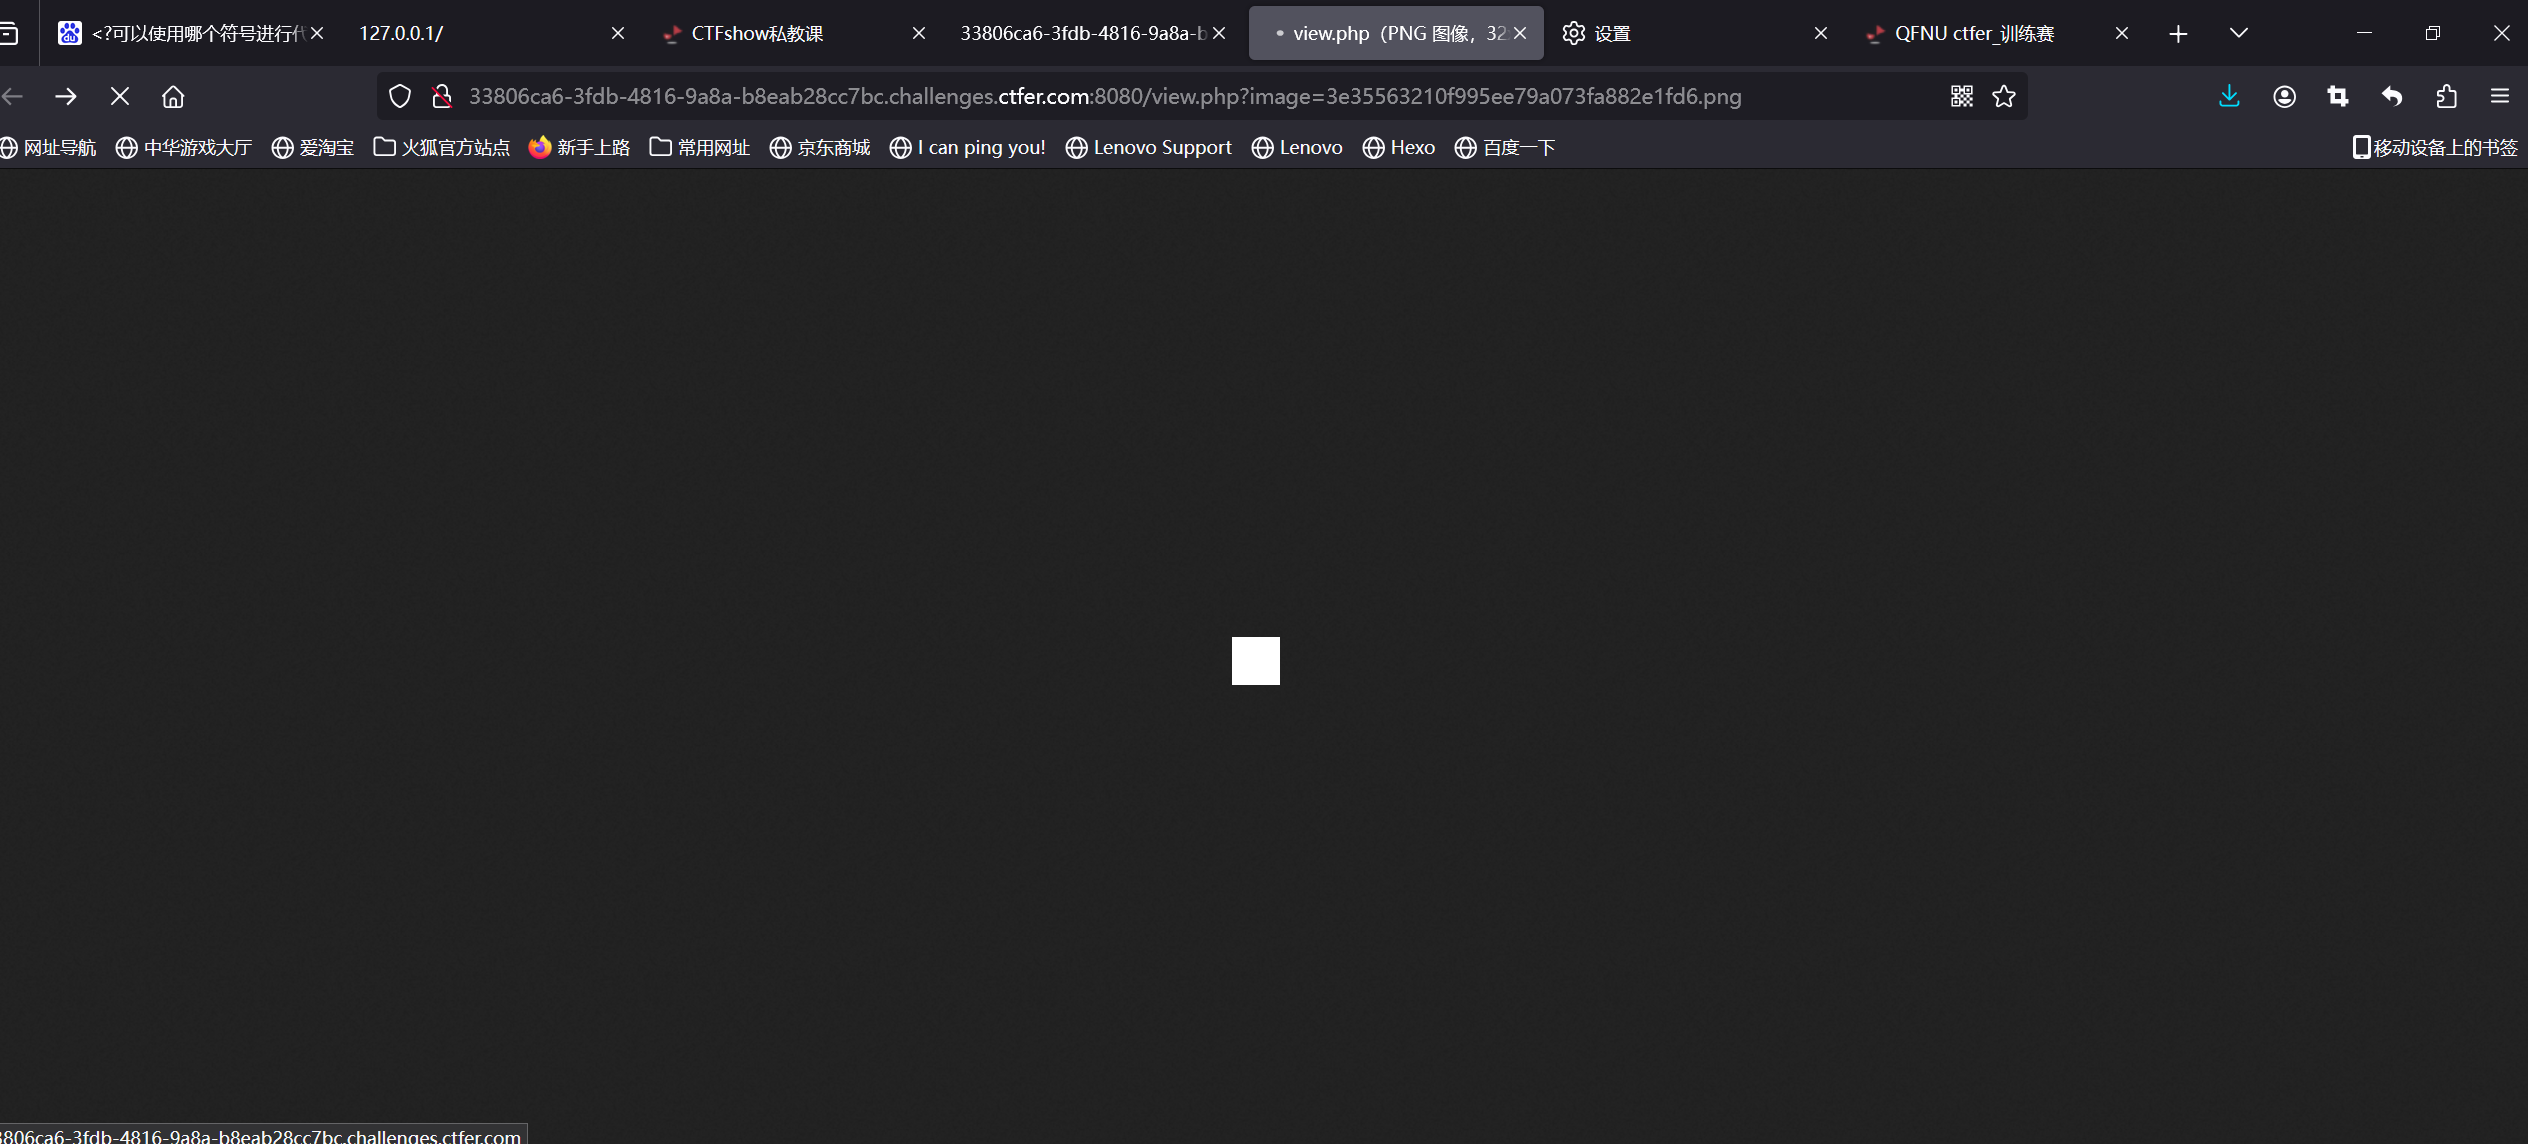 <?可以使用哪个符号进行代
127.0.0.1/
CTFshow私教课
33806ca6-3fdb-4816-9a8a-b
view.php（PNG 图像，32
设置
QFNU ctfer_训练赛
33806ca6-3fdb-4816-9a8a-b8eab28cc7bc.challenges.ctfer.com:8080/view.php?image=3e35563210f995ee79a073fa882e1fd6.png
网址导航
中华游戏大厅
爱淘宝
火狐官方站点
新手上路
常用网址
京东商城
I can ping you!
Lenovo Support
Lenovo
Hexo
百度一下
移动设备上的书签
3806ca6-3fdb-4816-9a8a-b8eab28cc7bc.challenges.ctfer.com